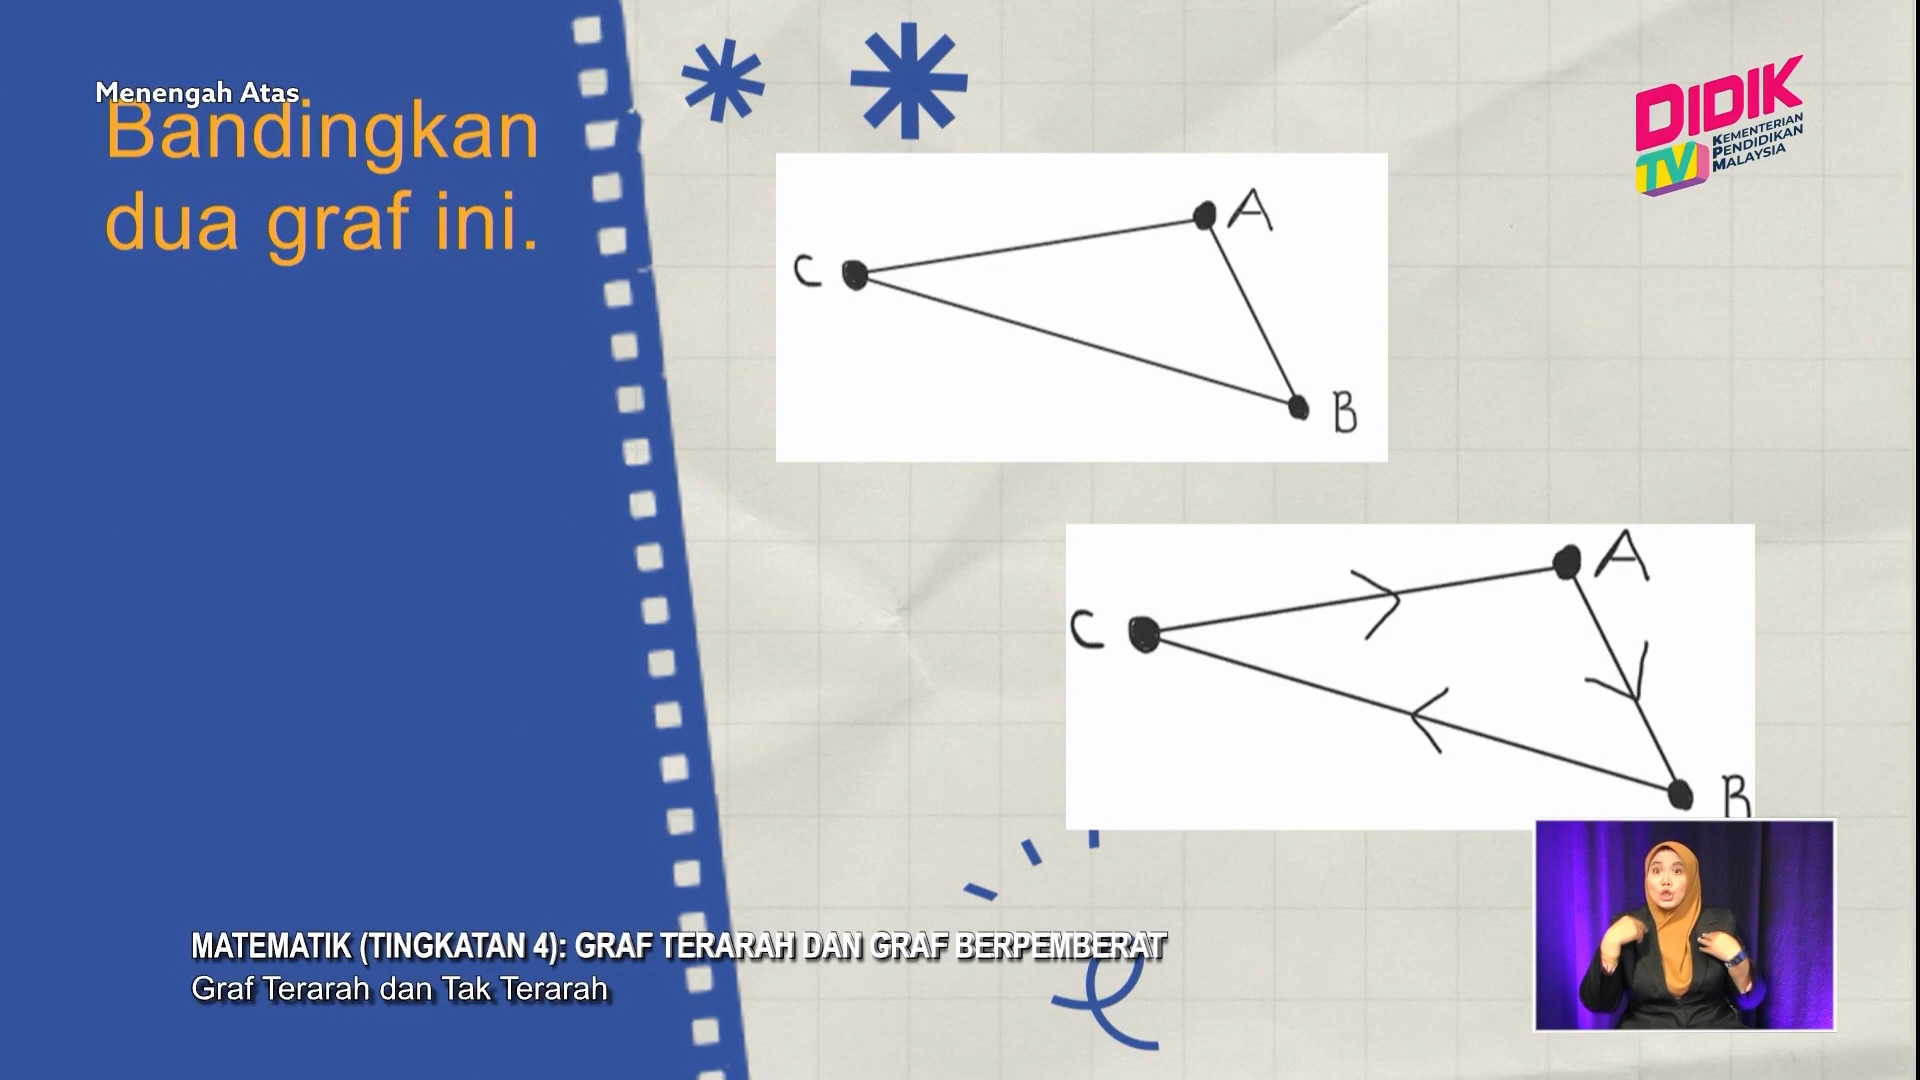 Menengah Atas
Bandingkan
dua graf ini.
DIDIK
TV
KEMENTERIAN
PENDIDIKAN
MALAYSIA
A
C
B
A
C
B
MATEMATIK (TINGKATAN 4): GRAF TERARAH DAN GRAF BERPEMBERAT
Graf Terarah dan Tak Terarah